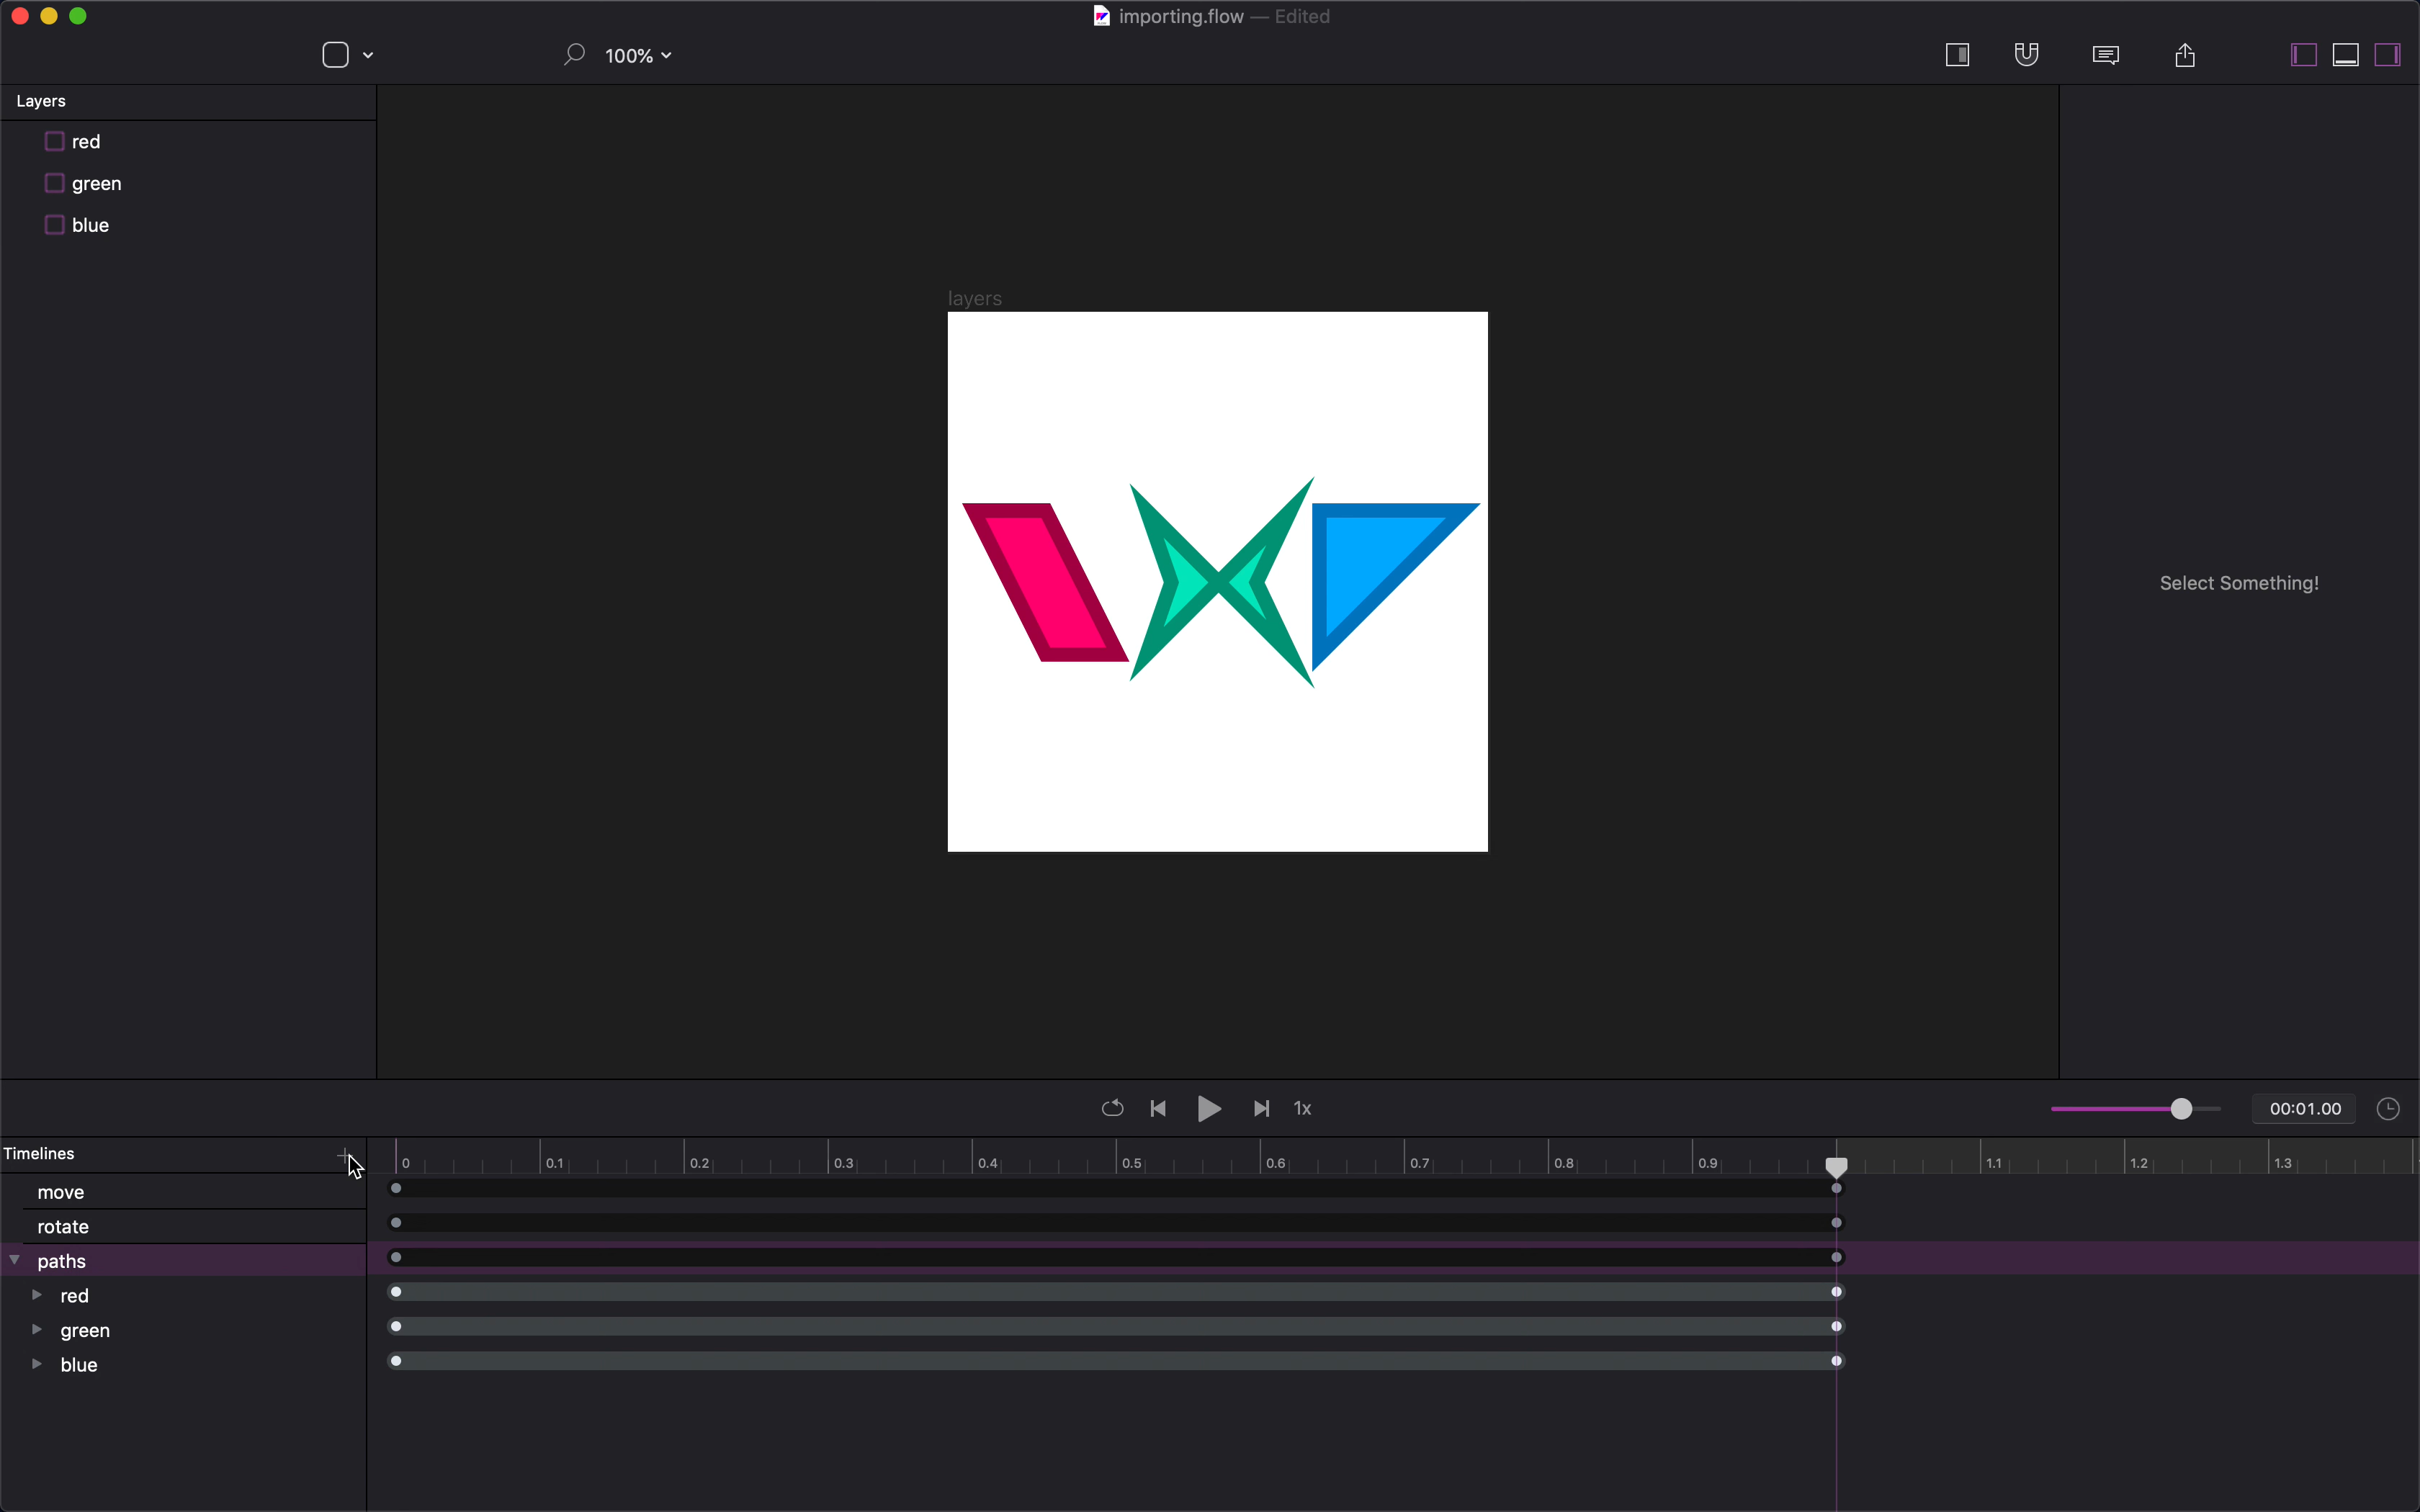 importing.flow — Edited
100%
Layers
red
green
blue
layers
Select Something!
1x
00:01.00
Timelines
0 0.1 0.2 0.3 0.4 0.5 0.6 0.7 0.8 0.9 1.1 1.2 1.3
move
rotate
paths
red
green
blue